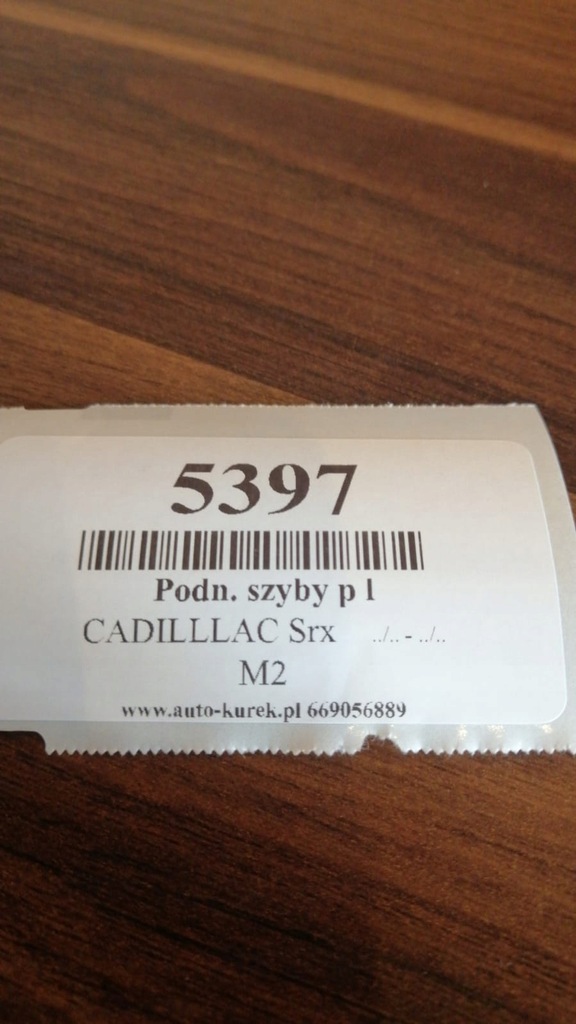 5397
Podn. szyby p l
CADILLLAC Srx ../.. - ../..
M2
www.auto-kurek.pl 669056889